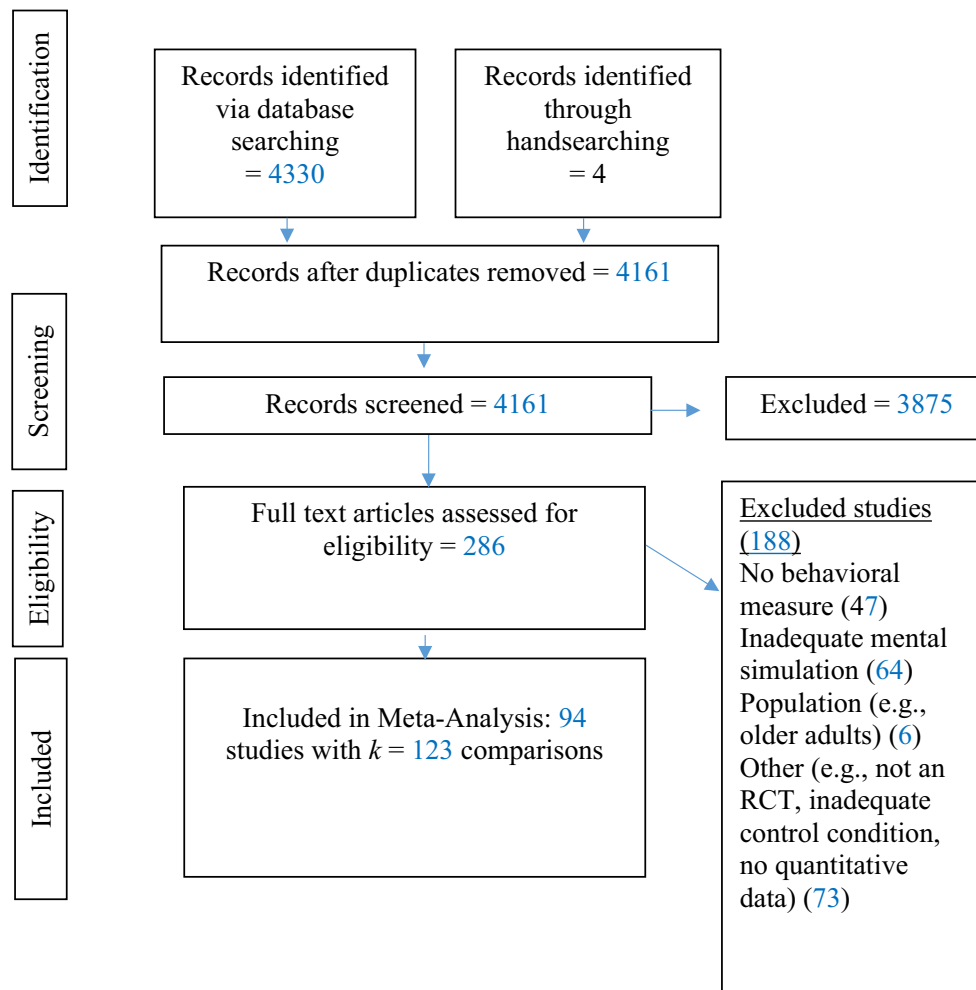 Identification
Records identified
via database
searching
= 4330
Records identified
through
handsearching
= 4
Records after duplicates removed = 4161
Screening
Records screened = 4161
Excluded = 3875
Eligibility
Full text articles assessed for
eligibility = 286
Excluded studies
(188)
No behavioral
measure (47)
Inadequate mental
simulation (64)
Population (e.g.,
older adults) (6)
Other (e.g., not an
RCT, inadequate
control condition,
no quantitative
data) (73)
Included
Included in Meta-Analysis: 94
studies with k = 123 comparisons